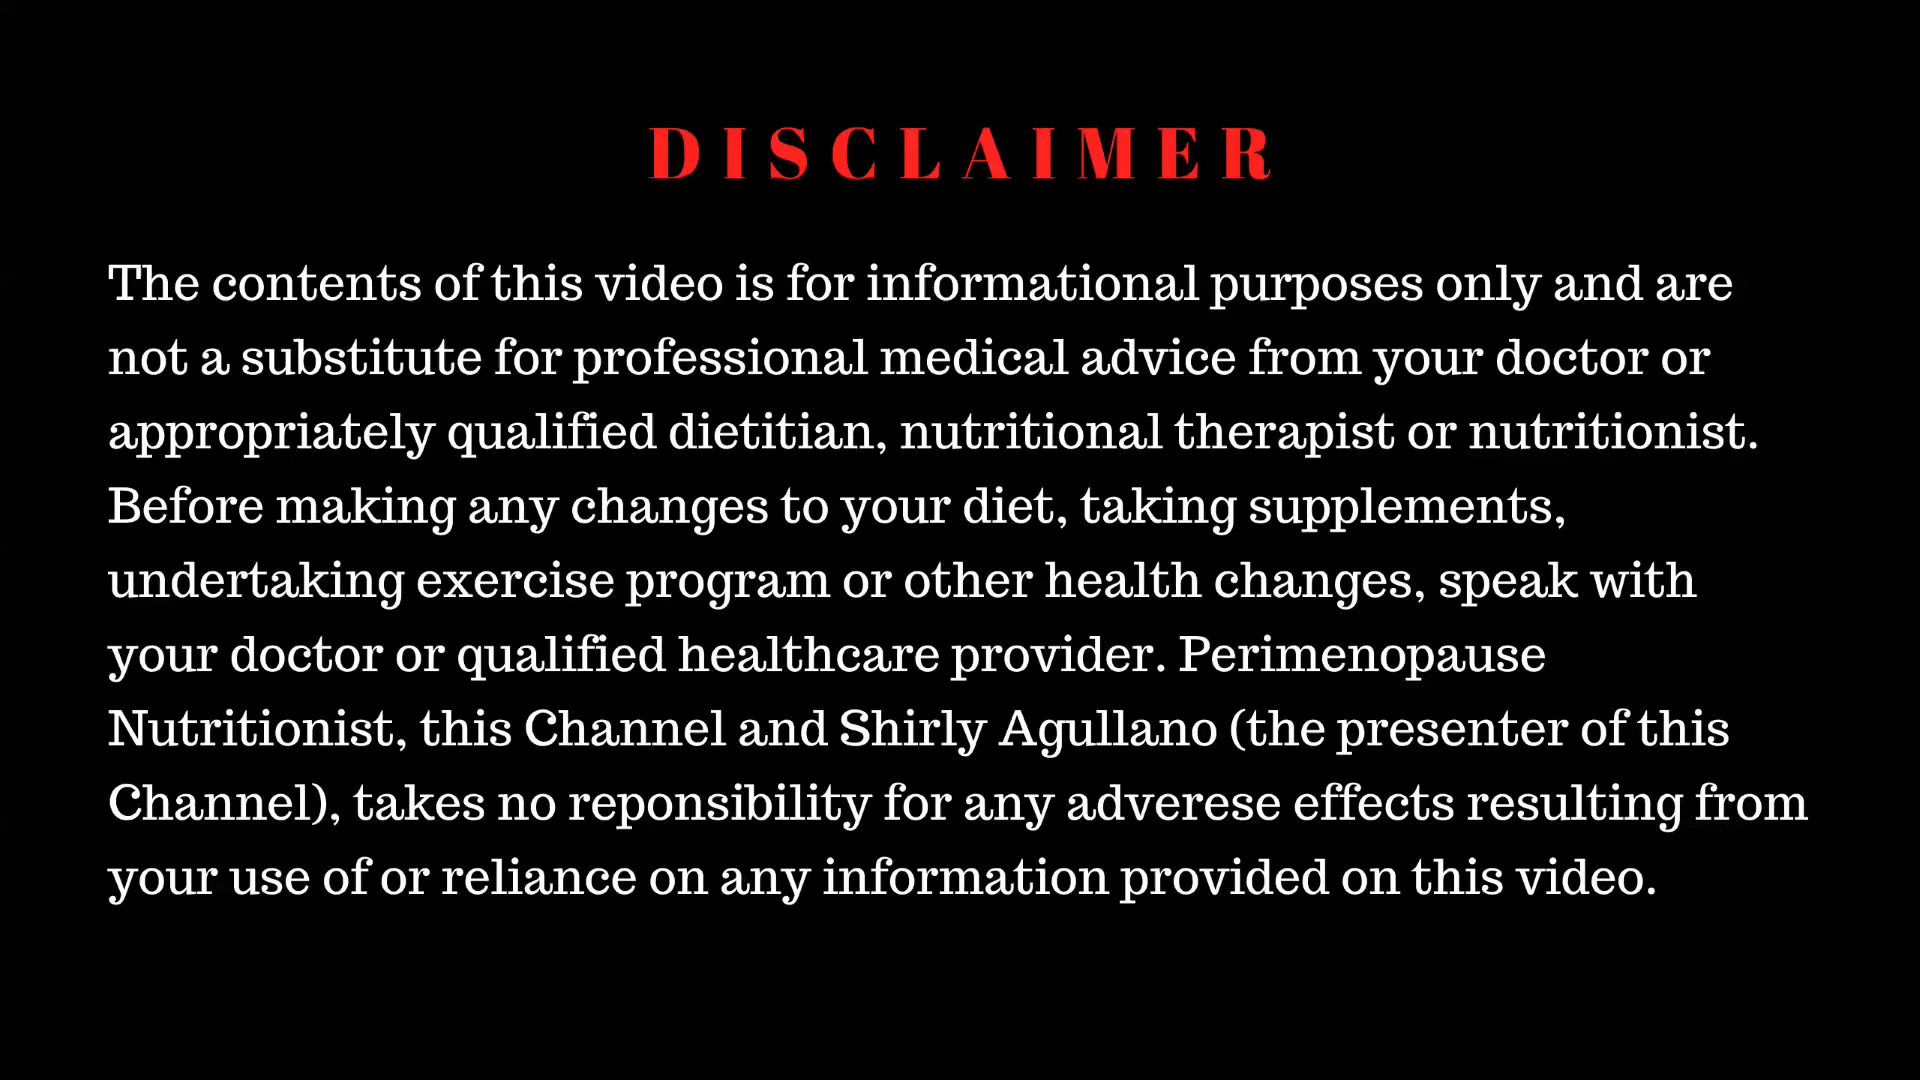 DISCLAIMER
The contents of this video is for informational purposes only and are
not a substitute for professional medical advice from your doctor or
appropriately qualified dietitian, nutritional therapist or nutritionist.
Before making any changes to your diet, taking supplements,
undertaking exercise program or other health changes, speak with
your doctor or qualified healthcare provider. Perimenopause
Nutritionist, this Channel and Shirly Agullano (the presenter of this
Channel), takes no reponsibility for any adverese effects resulting from
your use of or reliance on any information provided on this video.